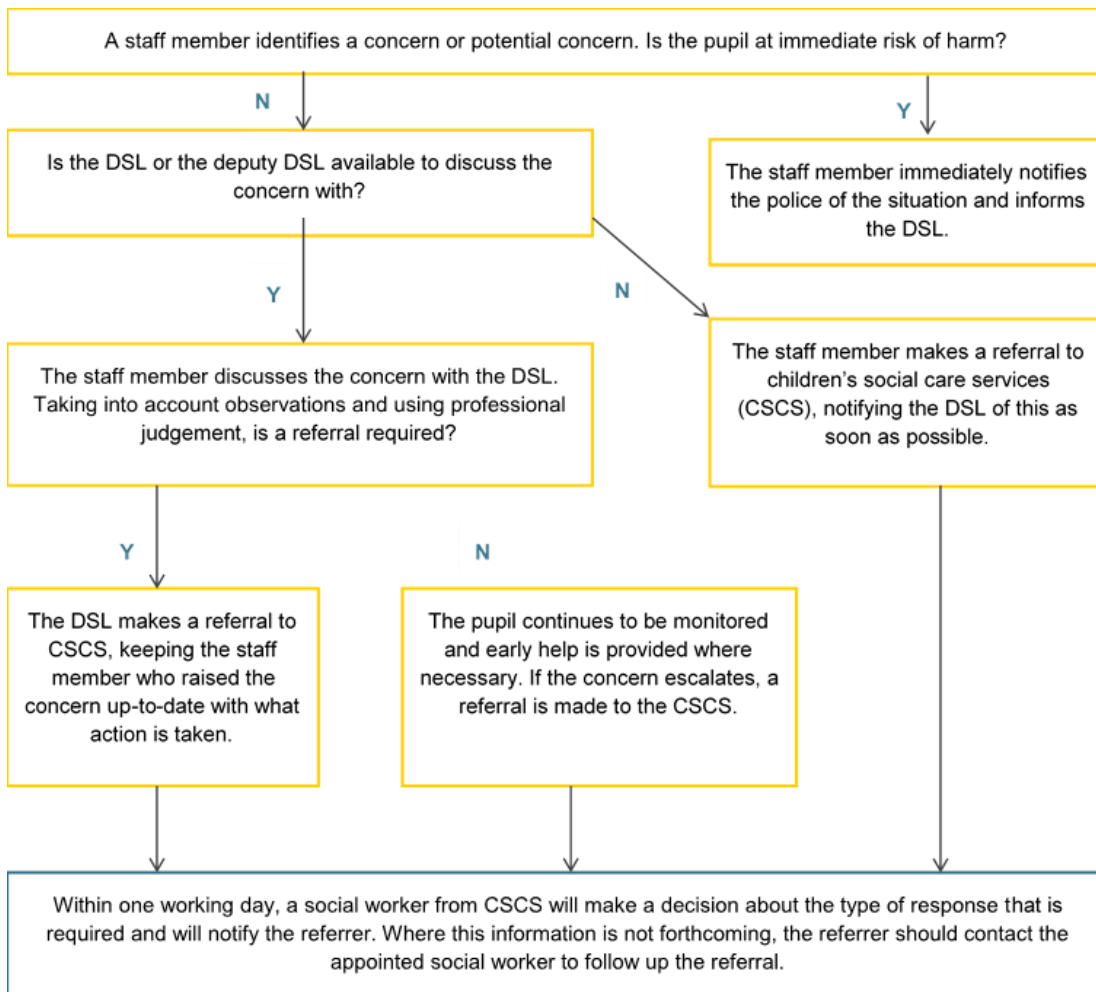 A staff member identifies a concern or potential concern. Is the pupil at immediate risk of harm?
N
Y
Is the DSL or the deputy DSL available to discuss the
concern with?
The staff member immediately notifies
the police of the situation and informs
the DSL.
Y
N
The staff member discusses the concern with the DSL.
Taking into account observations and using professional
judgement, is a referral required?
The staff member makes a referral to
children's social care services
(CSCS), notifying the DSL of this as
soon as possible.
Y
N
The DSL makes a referral to
CSCS, keeping the staff
member who raised the
concern up-to-date with what
action is taken.
The pupil continues to be monitored
and early help is provided where
necessary. If the concern escalates, a
referral is made to the CSCS.
Within one working day, a social worker from CSCS will make a decision about the type of response that is
required and will notify the referrer. Where this information is not forthcoming, the referrer should contact the
appointed social worker to follow up the referral.